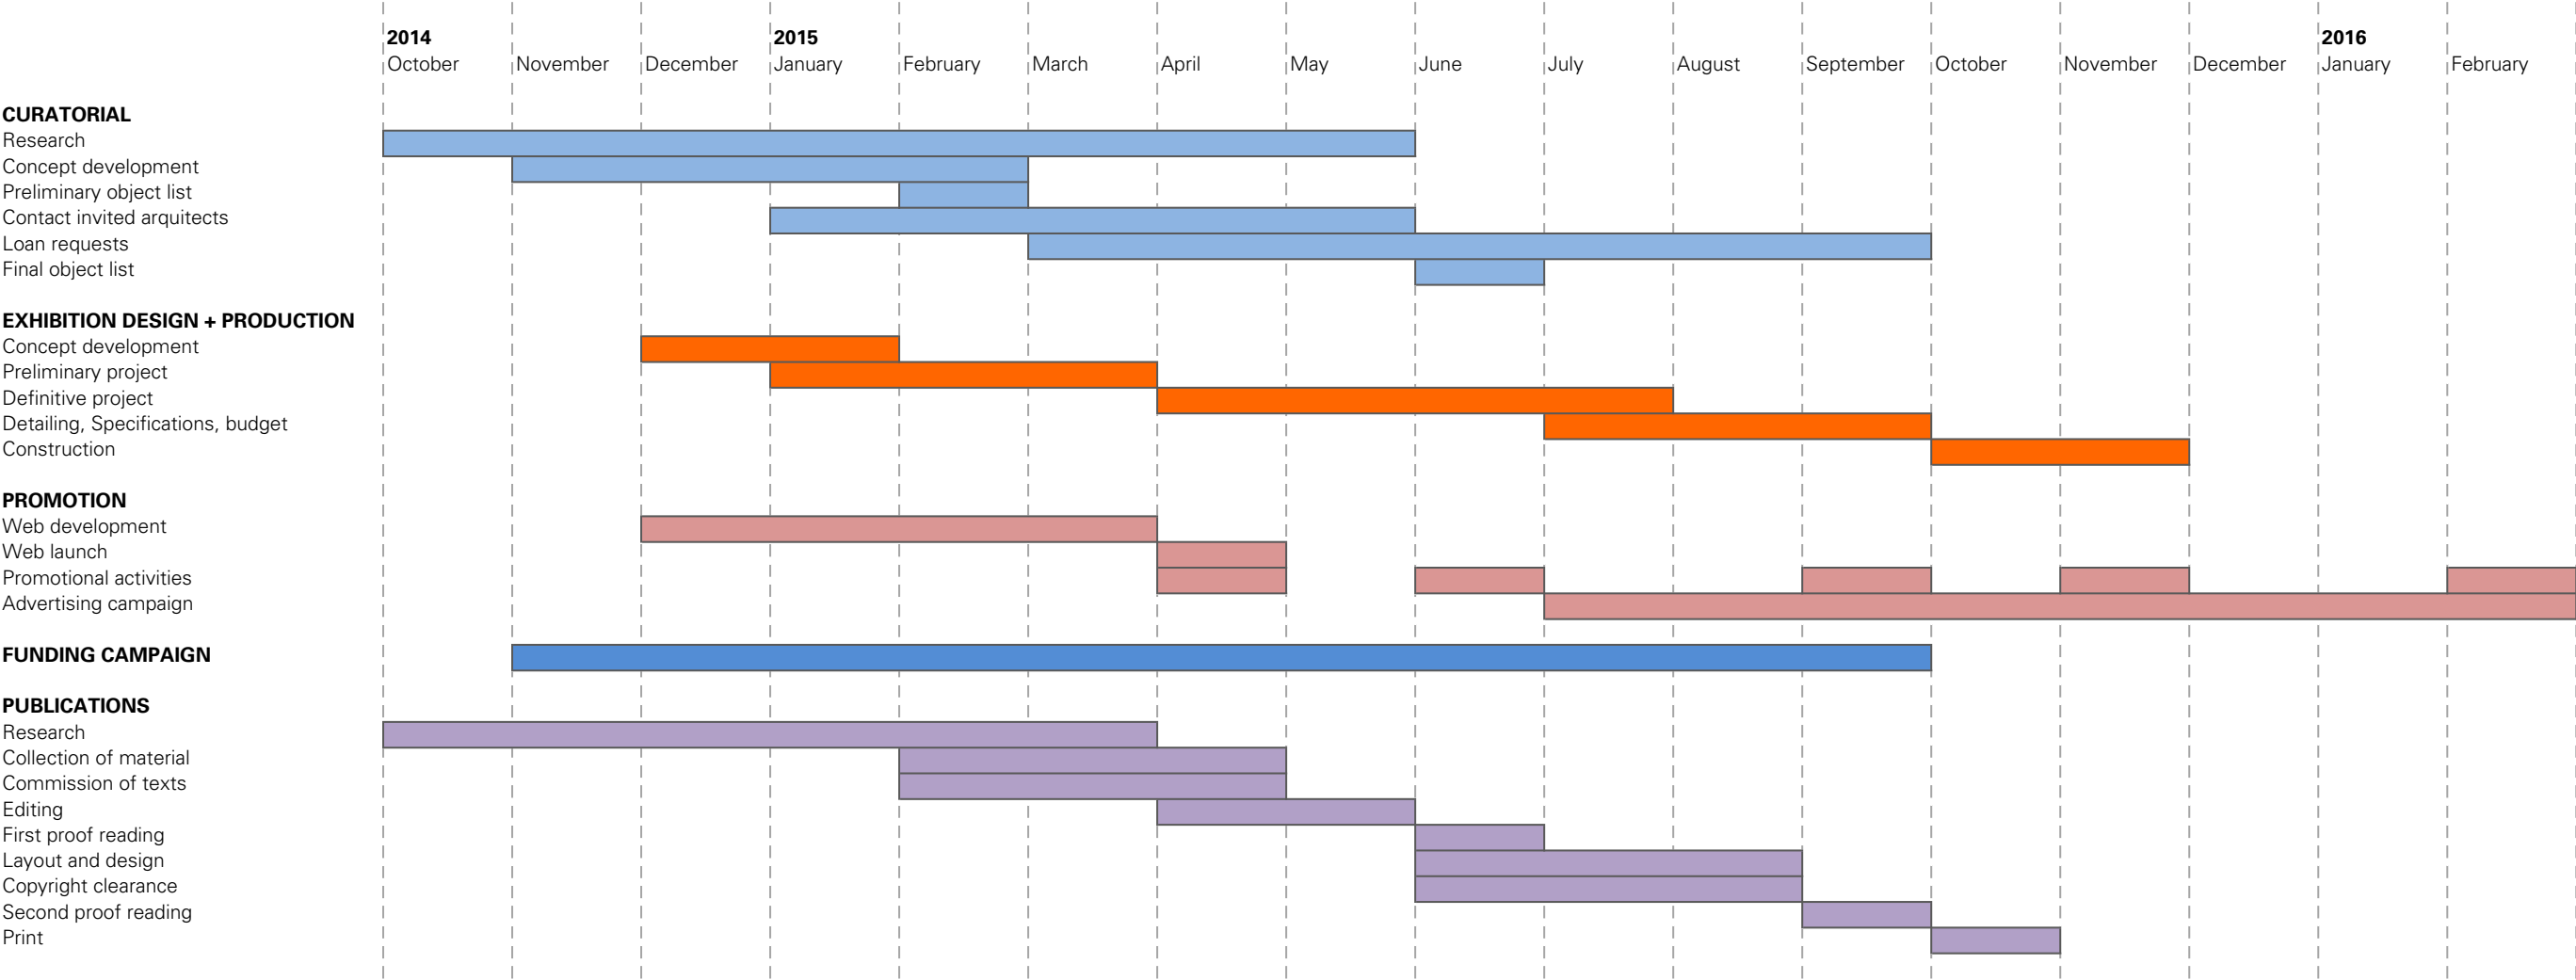 2014 2015 2016
October November December January February March April May June July August September October November December January February
CURATORIAL
Research
Concept development
Preliminary object list
Contact invited arquitects
Loan requests
Final object list
EXHIBITION DESIGN + PRODUCTION
Concept development
Preliminary project
Definitive project
Detailing, Specifications, budget
Construction
PROMOTION
Web development
Web launch
Promotional activities
Advertising campaign
FUNDING CAMPAIGN
PUBLICATIONS
Research
Collection of material
Commission of texts
Editing
First proof reading
Layout and design
Copyright clearance
Second proof reading
Print